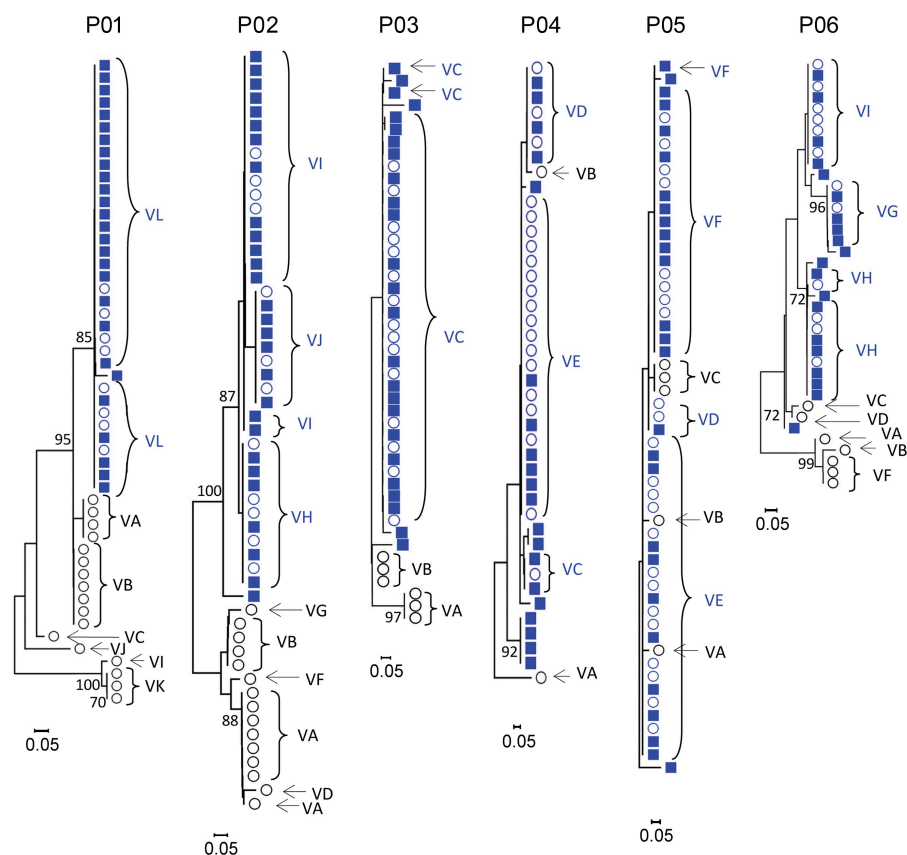 P01 P02 P03 P04 P05 P06
VL
85
VL
95
VA
VB
VC
VJ
VI
100
VK
70
0.05
VI
VJ
87
VI
100
VH
VG
VB
VF
88
VA
VD
VA
0.05
VC
VC
VC
VB
VA
97
0.05
VD
VB
VE
VC
92
VA
0.05
VF
VF
VC
VD
VB
VE
VA
0.05
VI
96
VG
VH
72
VH
VC
72
VD
VA
VB
99
VF
0.05